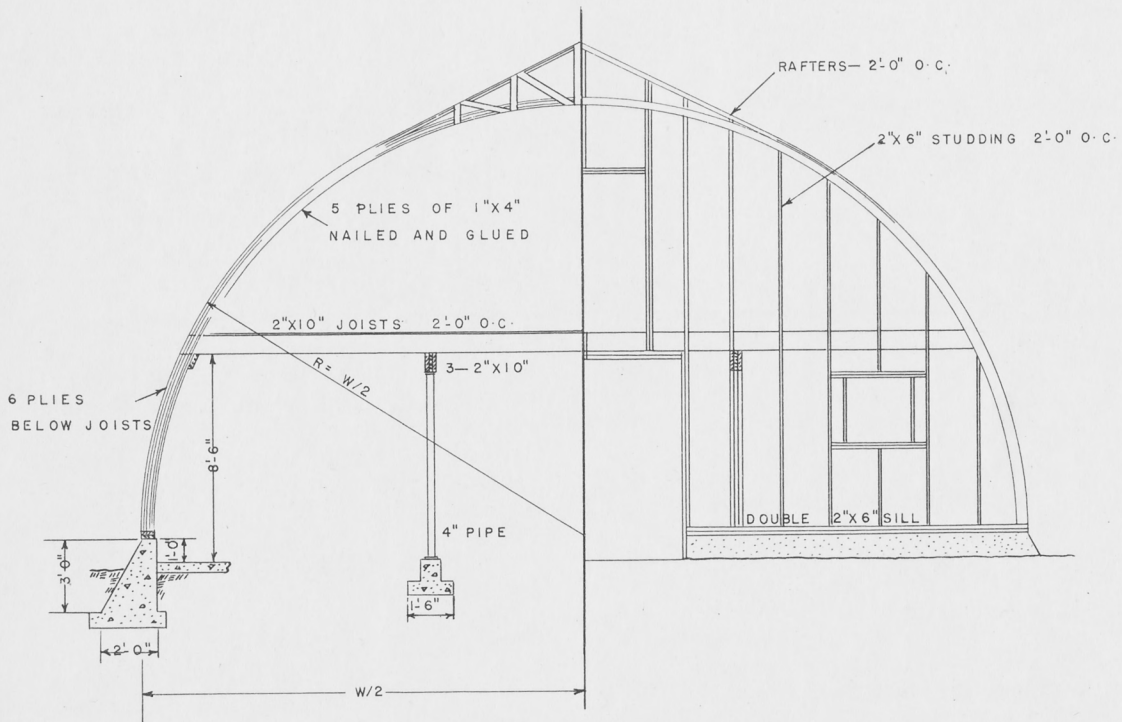 RAFTERS— 2'-0" O.C.
2"X6" STUDDING 2'-0" O.C.
5 PLIES OF 1"X4"
NAILED AND GLUED
2"X10" JOISTS 2'-0" O.C.
3—2"X10"
R= W/2
6 PLIES
BELOW JOISTS
8'-6"
DOUBLE 2"X6" SILL
4" PIPE
1'-0"
3'-0"
1'-6"
2'-0"
W/2